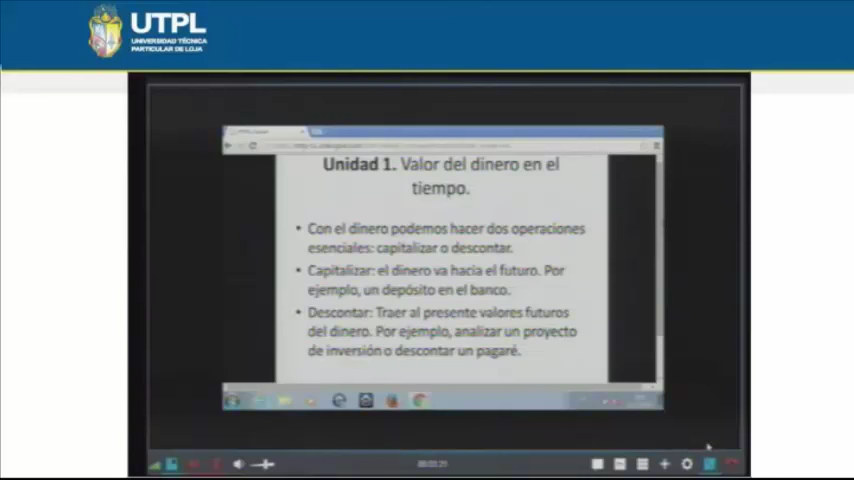 UTPL
UNIVERSIDAD TÉCNICA
PARTICULAR DE LOJA
Unidad 1. Valor del dinero en el
tiempo.
• Con el dinero podemos hacer dos operaciones
esenciales: capitalizar o descontar.
• Capitalizar: el dinero va hacia el futuro. Por
ejemplo, un depósito en el banco.
• Descontar: Traer al presente valores futuros
del dinero. Por ejemplo, analizar un proyecto
de inversión o descontar un pagaré.